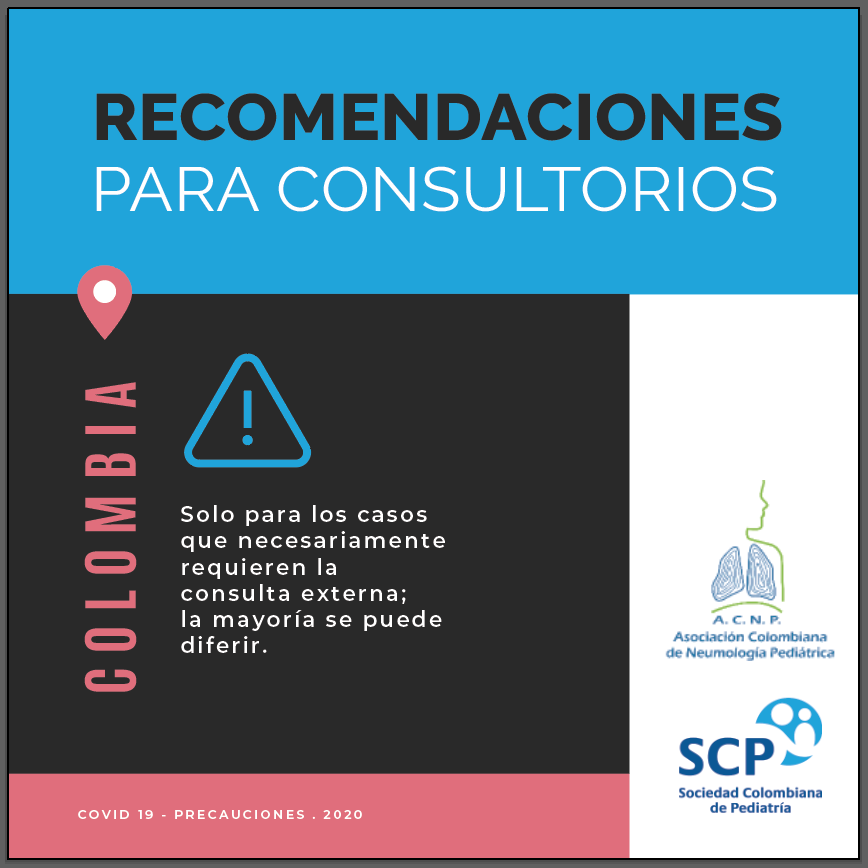 RECOMENDACIONES
PARA CONSULTORIOS
COLOMBIA
!
Solo para los casos
que necesariamente
requieren la
consulta externa;
la mayoría se puede
diferir.
A. C. N. P.
Asociación Colombiana
de Neumología Pediátrica
SCP
Sociedad Colombiana
de Pediatría
COVID 19 - PRECAUCIONES . 2020